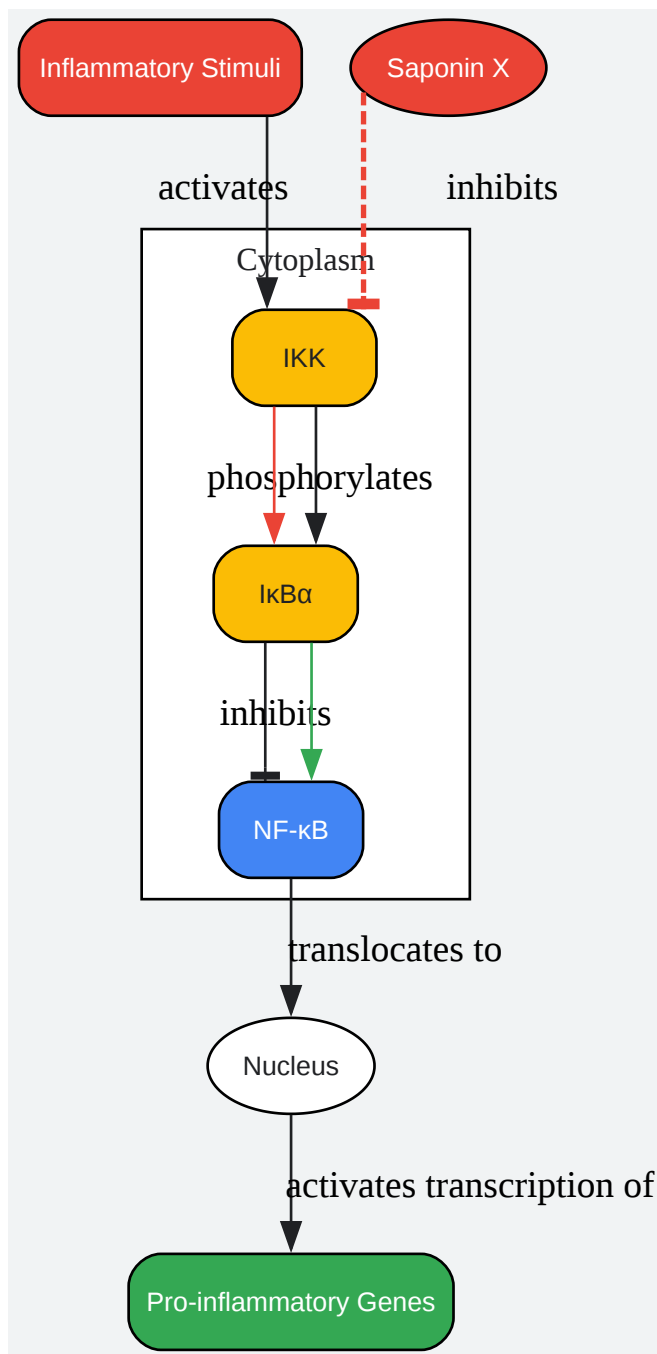 Inflammatory Stimuli
Saponin X
activates
inhibits
Cytoplasm
IKK
phosphorylates
IκBα
inhibits
NF-κB
translocates to
Nucleus
activates transcription of
Pro-inflammatory Genes